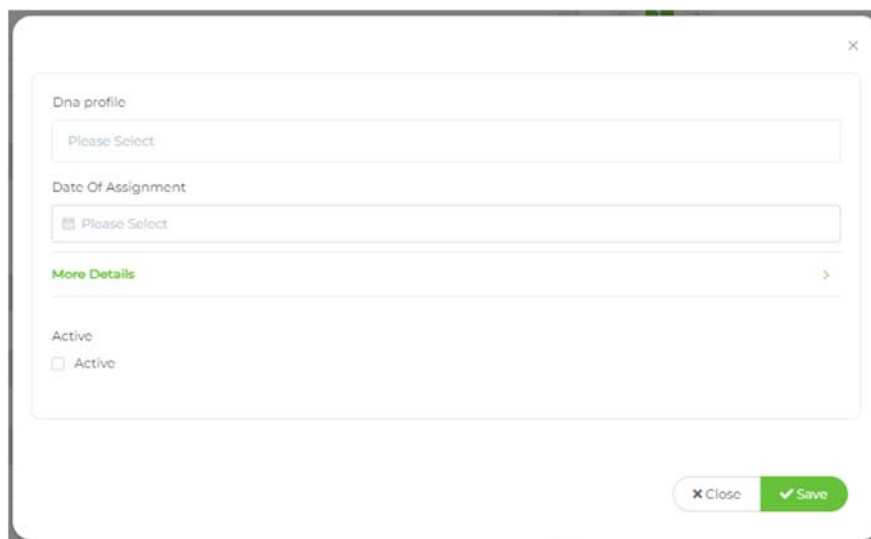 Dna profile
Please Select
Date Of Assignment
Please Select
More Details
Active
Active
Close
Save